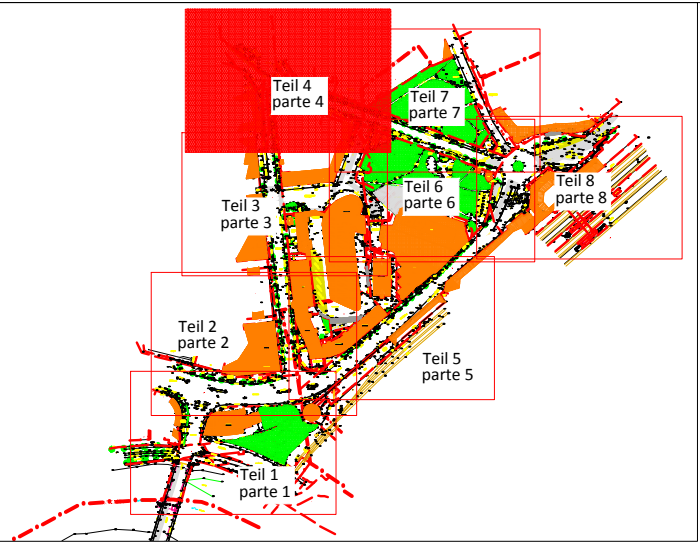 Teil 4
parte 4
Teil 7
parte 7
Teil 6
parte 6
Teil 8
parte 8
Teil 3
parte 3
Teil 2
parte 2
Teil 5
parte 5
Teil 1
parte 1